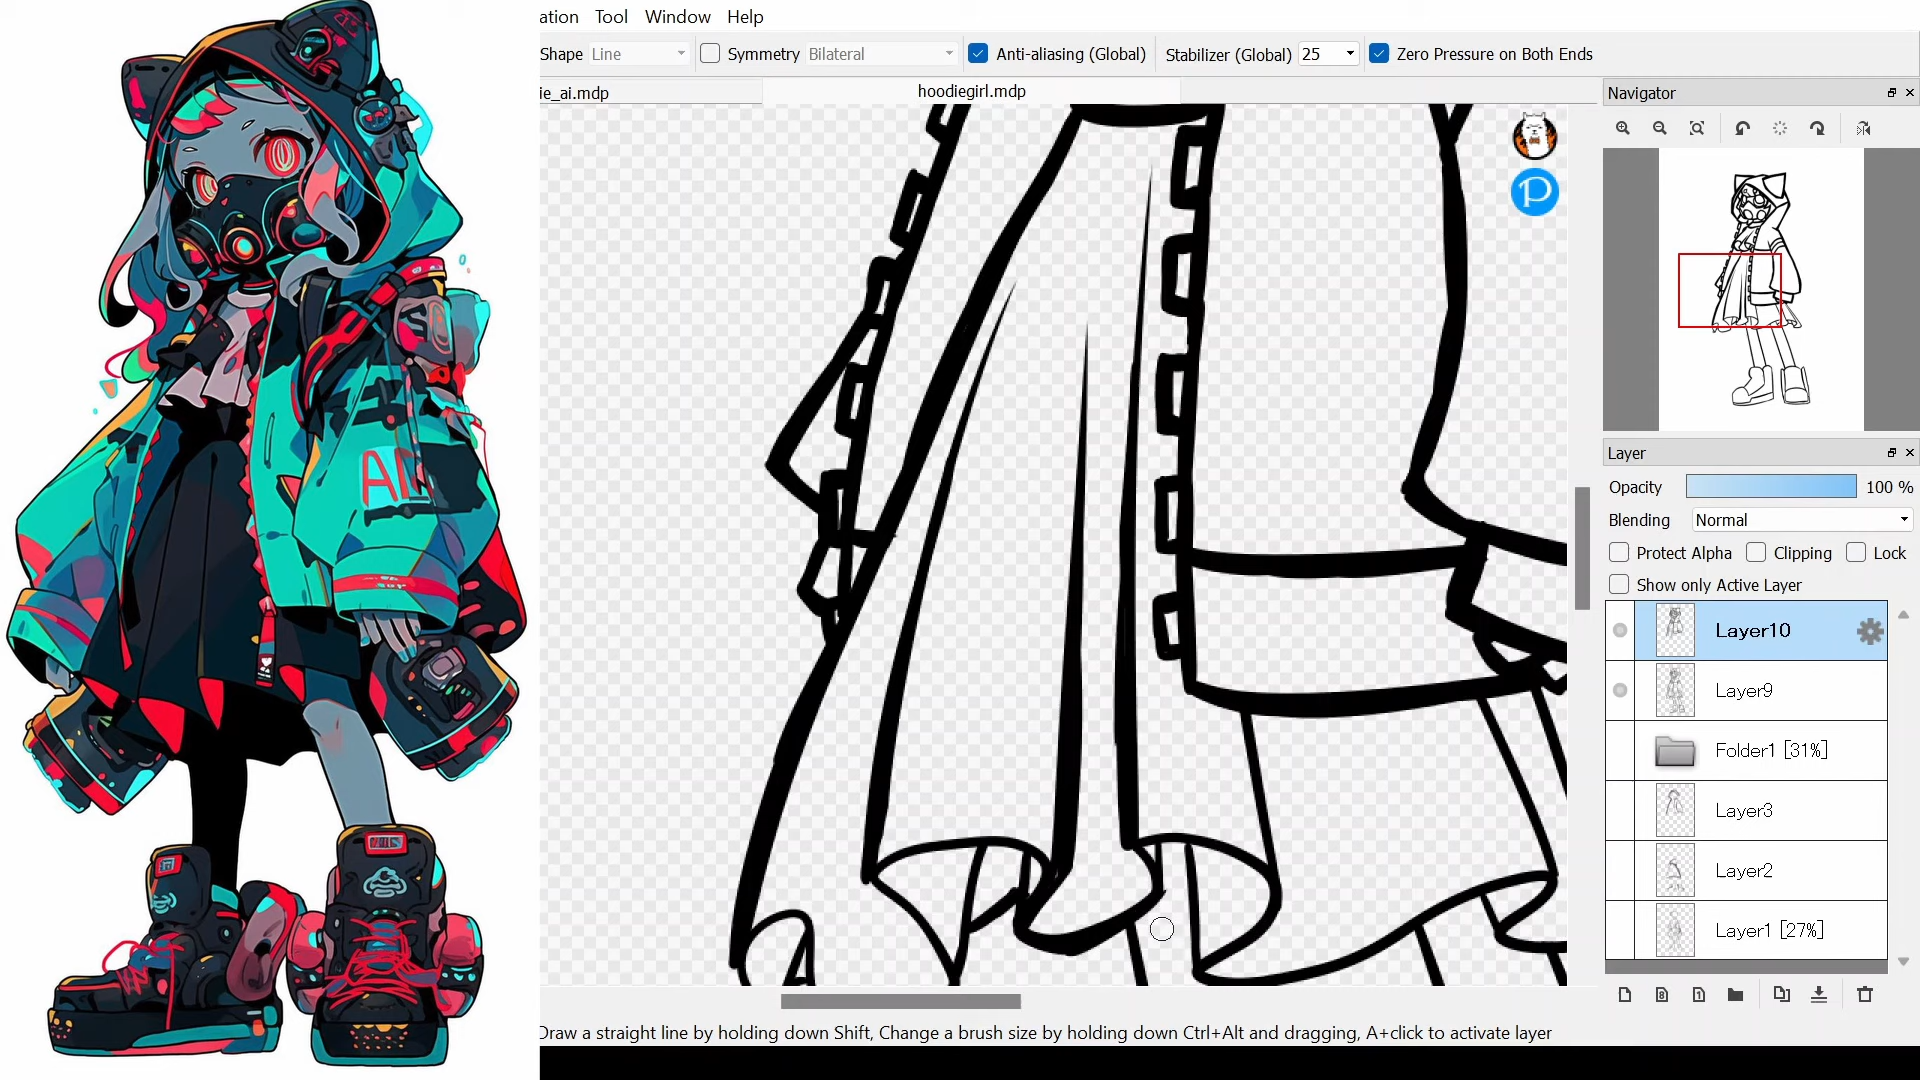 ation Tool Window Help
Shape Line Symmetry Bilateral Anti-aliasing (Global) Stabilizer (Global) 25 Zero Pressure on Both Ends
ie_ai.mdp hoodiegirl.mdp
Navigator
P
Layer
Opacity 100 %
Blending Normal
Protect Alpha Clipping Lock
Show only Active Layer
Layer10
Layer9
Folder1 [31%]
Layer3
Layer2
Layer1 [27%]
8 1
Draw a straight line by holding down Shift, Change a brush size by holding down Ctrl+Alt and dragging, A+click to activate layer